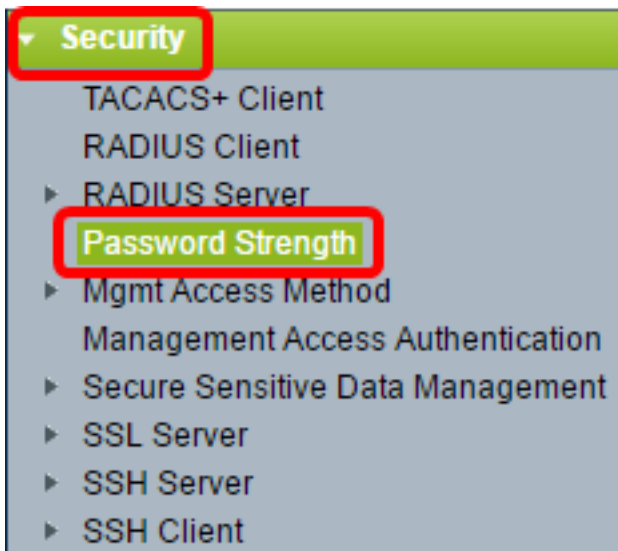 Security
TACACS+ Client
RADIUS Client
RADIUS Server
Password Strength
Mgmt Access Method
Management Access Authentication
Secure Sensitive Data Management
SSL Server
SSH Server
SSH Client